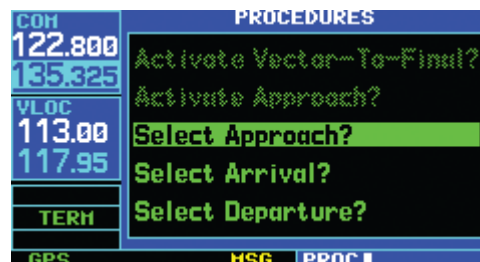 COM
122.800
135.325
VLOC
113.00
117.95
TERM
GPS
PROCEDURES
Activate Vector-To-Final?
Activate Approach?
Select Approach?
Select Arrival?
Select Departure?
MSG
PROC